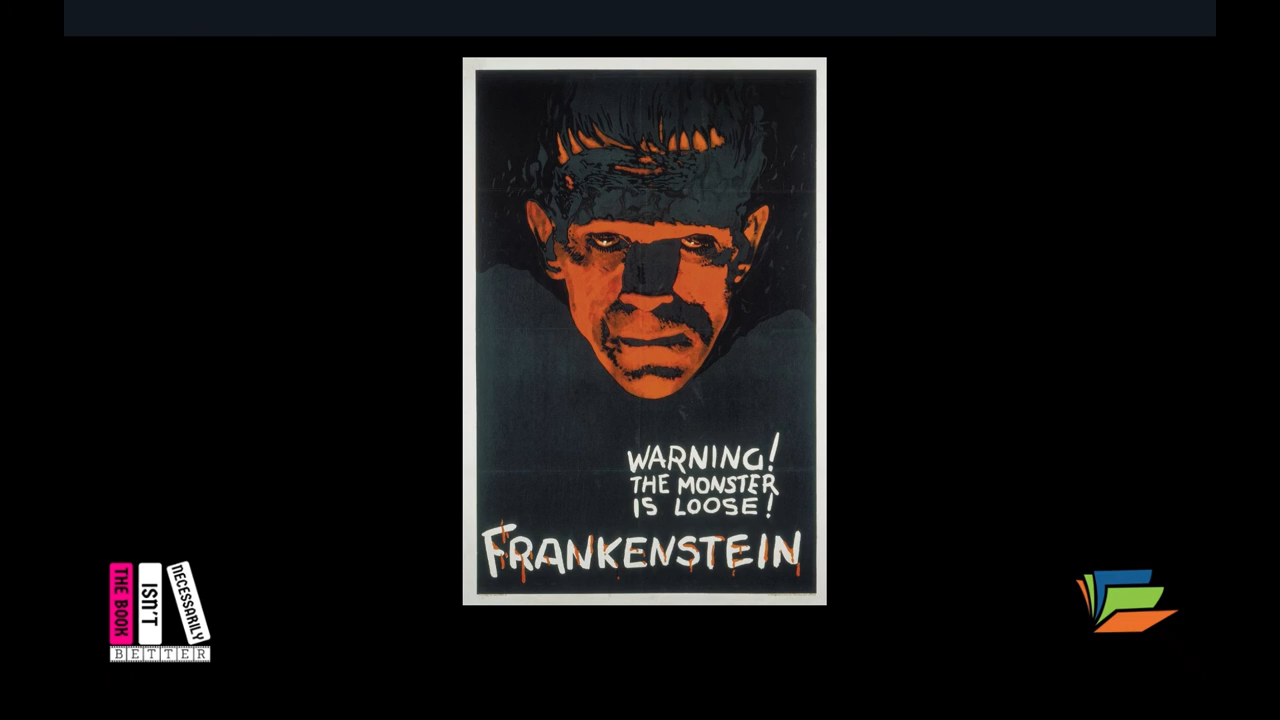 WARNING!
THE MONSTER
IS LOOSE!
FRANKENSTEIN
THE BOOK
ISN'T
NECESSARILY
BETTER